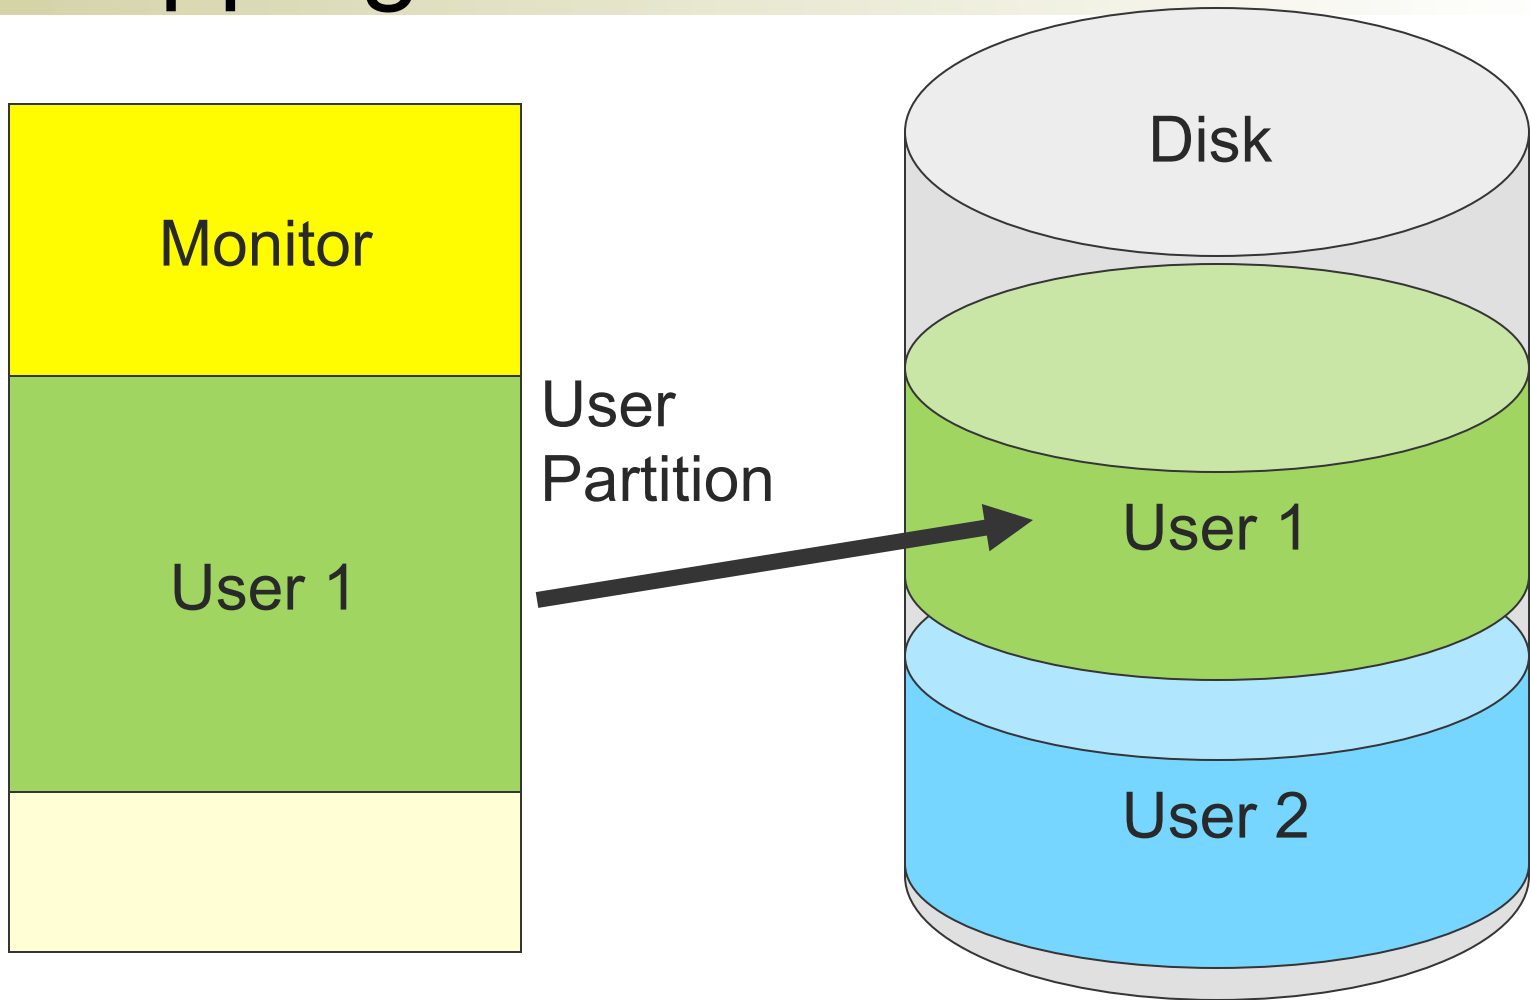 Disk
Monitor
User
Partition
User 1
User 1
User 2